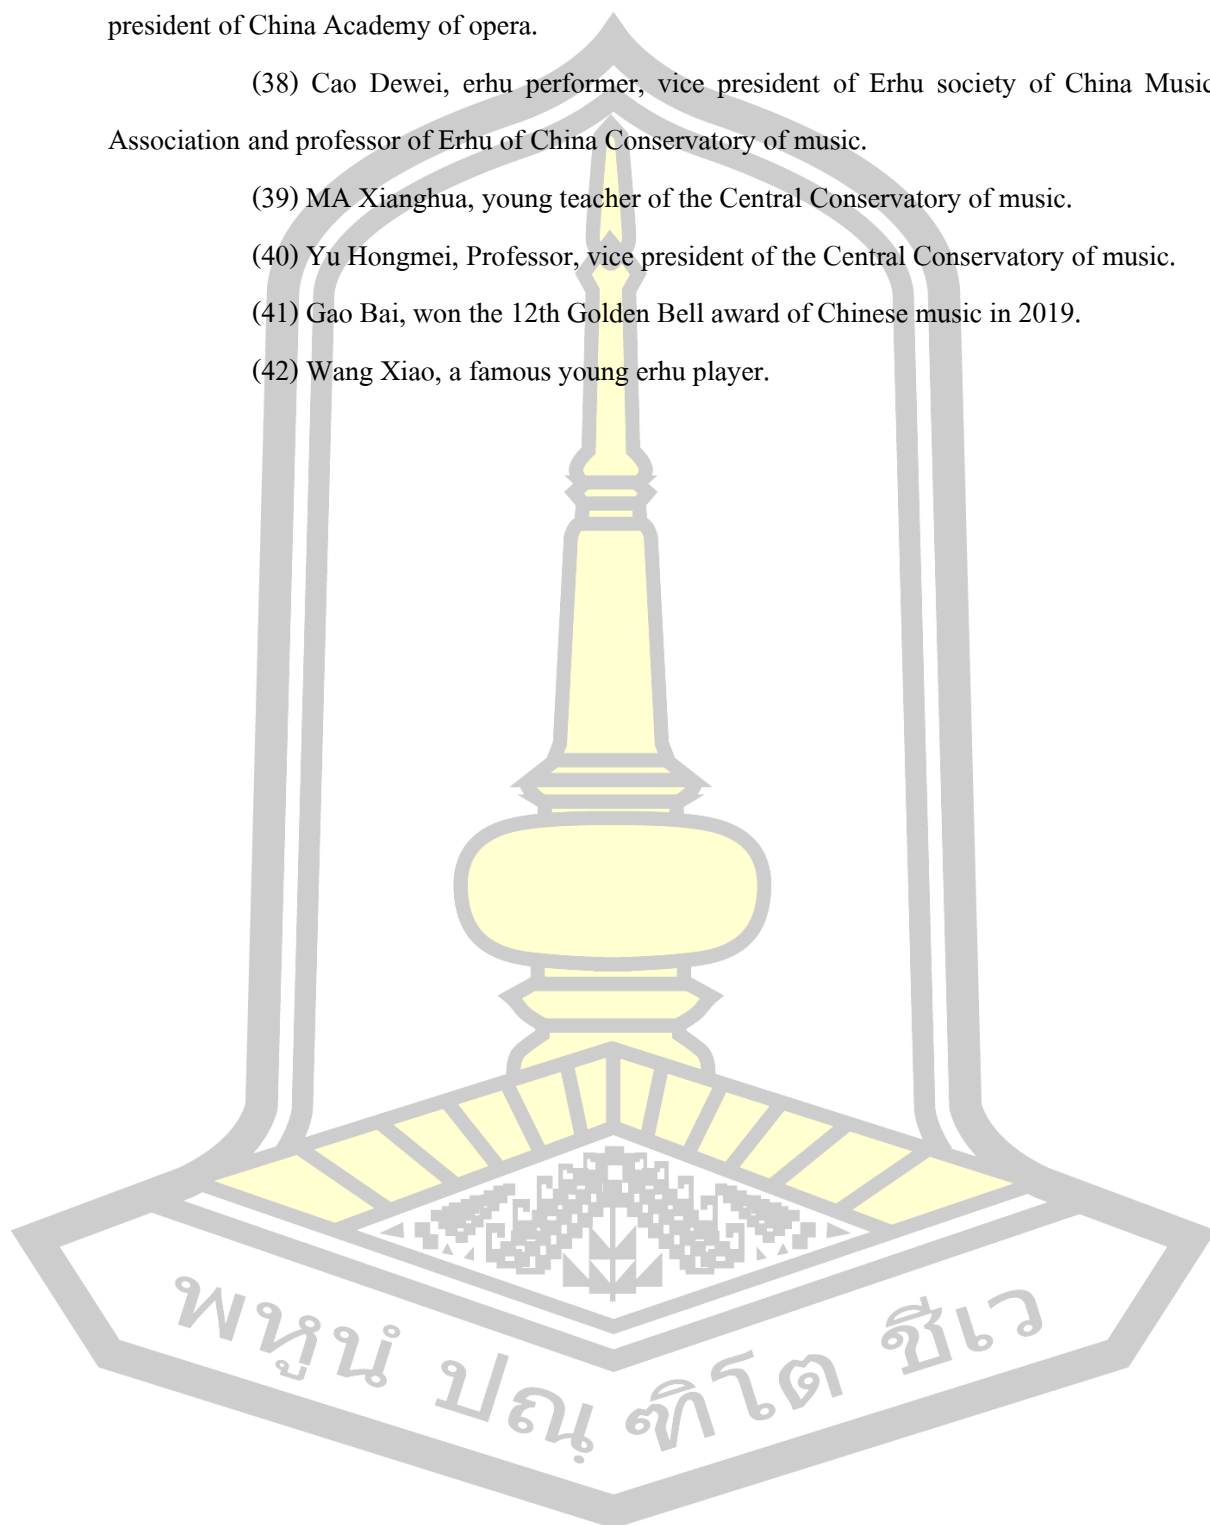 president of China Academy of opera.
(38) Cao Dewei, erhu performer, vice president of Erhu society of China Music
Association and professor of Erhu of China Conservatory of music.
(39) MA Xianghua, young teacher of the Central Conservatory of music.
(40) Yu Hongmei, Professor, vice president of the Central Conservatory of music.
(41) Gao Bai, won the 12th Golden Bell award of Chinese music in 2019.
(42) Wang Xiao, a famous young erhu player.
พหูนํ ปณฺ ฑิโต ชีเว